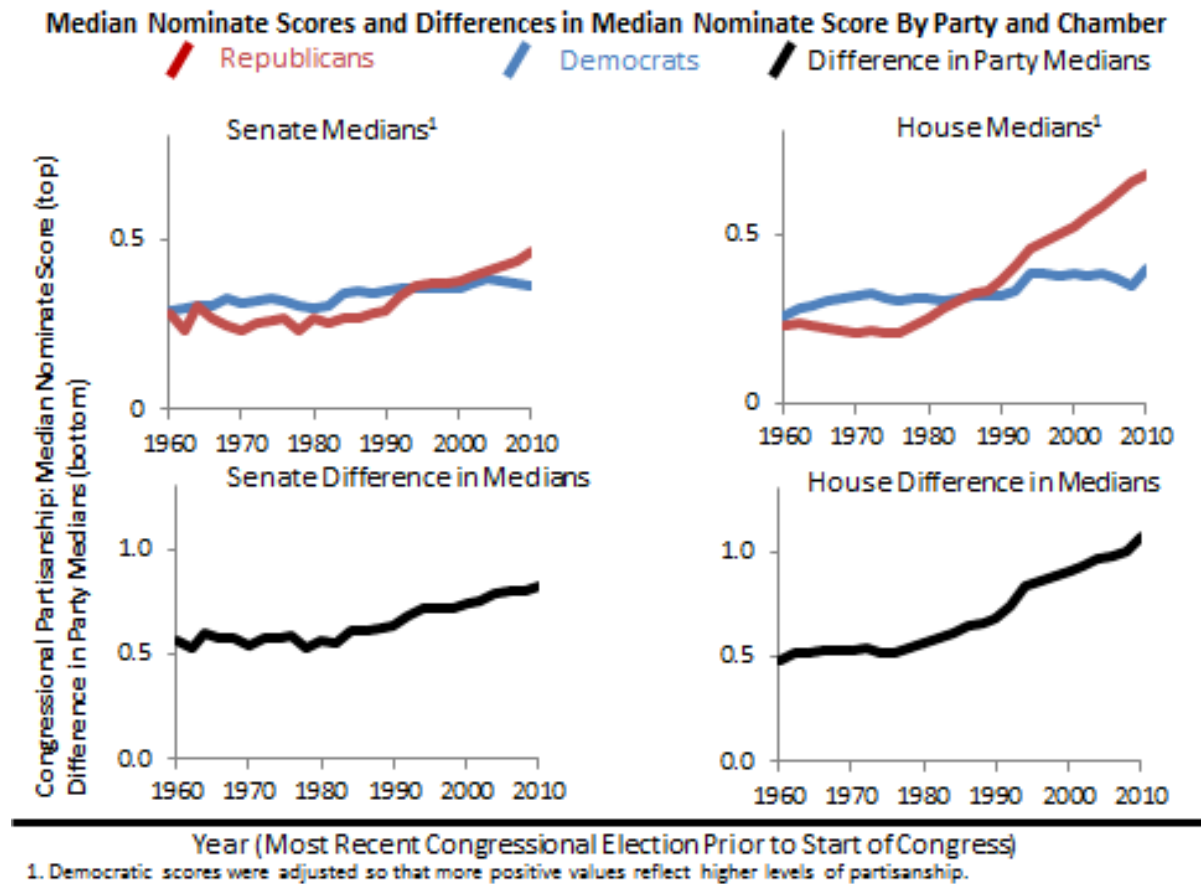 Median Nominate Scores and Differences in Median Nominate Score By Party and Chamber
Republicans Democrats Difference in Party Medians
Congressional Partisanship: Median Nominate Score (top)
Difference in Party Medians (bottom)
Senate Medians¹
0.5
0
1960 1970 1980 1990 2000 2010
House Medians¹
0.5
0
1960 1970 1980 1990 2000 2010
Senate Difference in Medians
1.0
0.5
0.0
1960 1970 1980 1990 2000 2010
House Difference in Medians
1.0
0.5
0.0
1960 1970 1980 1990 2000 2010
Year (Most Recent Congressional Election Prior to Start of Congress)
1. Democratic scores were adjusted so that more positive values reflect higher levels of partisanship.